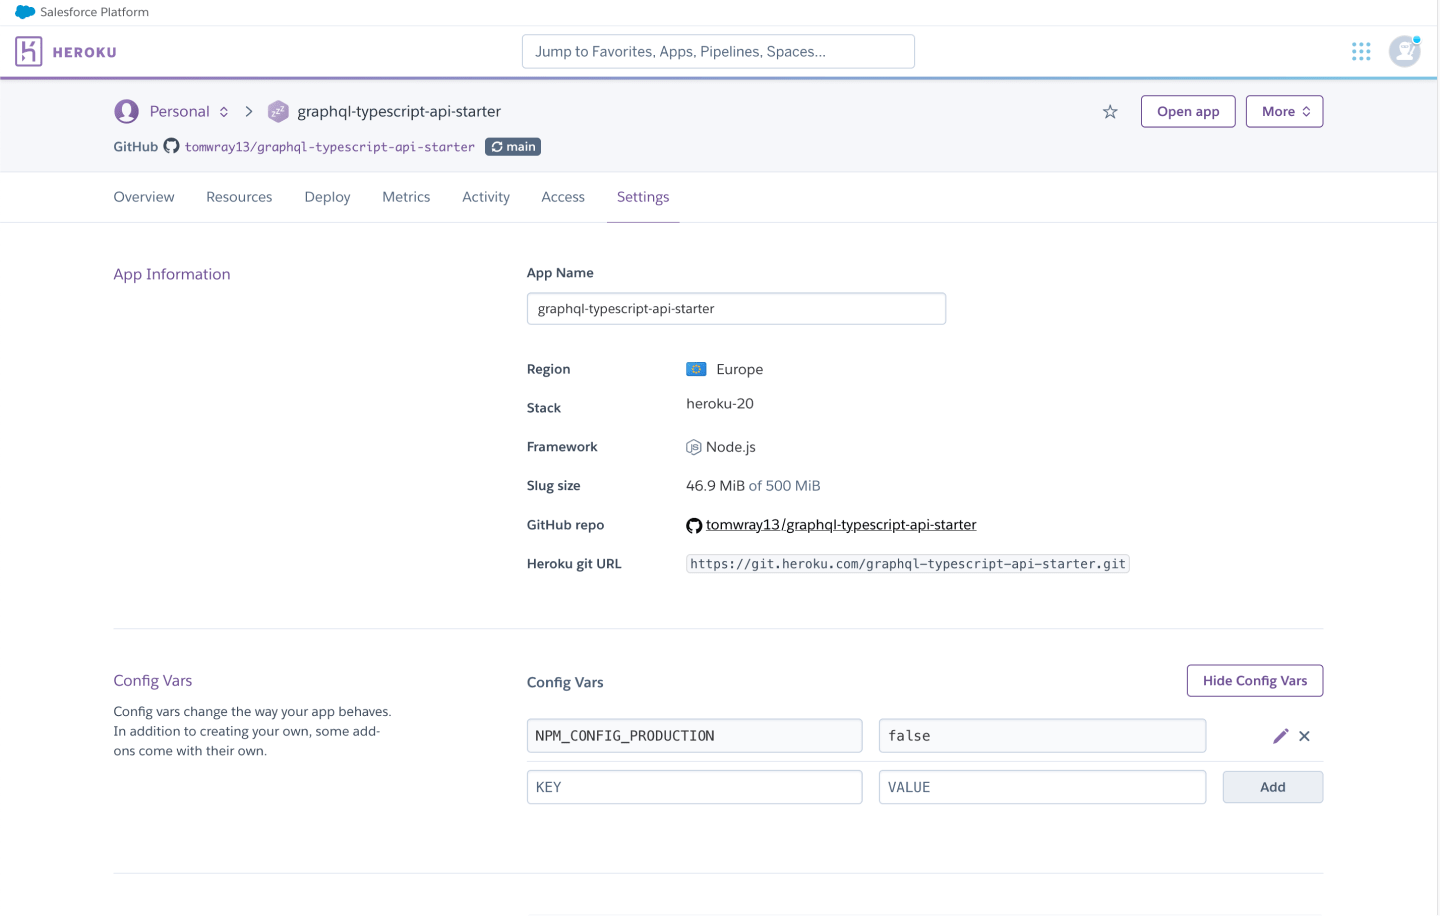 Salesforce Platform
HEROKU
Jump to Favorites, Apps, Pipelines, Spaces...
Personal
graphql-typescript-api-starter
Open app
More
GitHub tomwray13/graphql-typescript-api-starter main
Overview Resources Deploy Metrics Activity Access Settings
App Information
App Name
graphql-typescript-api-starter
Region Europe
Stack heroku-20
Framework Node.js
Slug size 46.9 MiB of 500 MiB
GitHub repo tomwray13/graphql-typescript-api-starter
Heroku git URL https://git.heroku.com/graphql-typescript-api-starter.git
Config Vars
Config vars change the way your app behaves.
In addition to creating your own, some add-
ons come with their own.
Config Vars
Hide Config Vars
NPM_CONFIG_PRODUCTION false
KEY VALUE Add